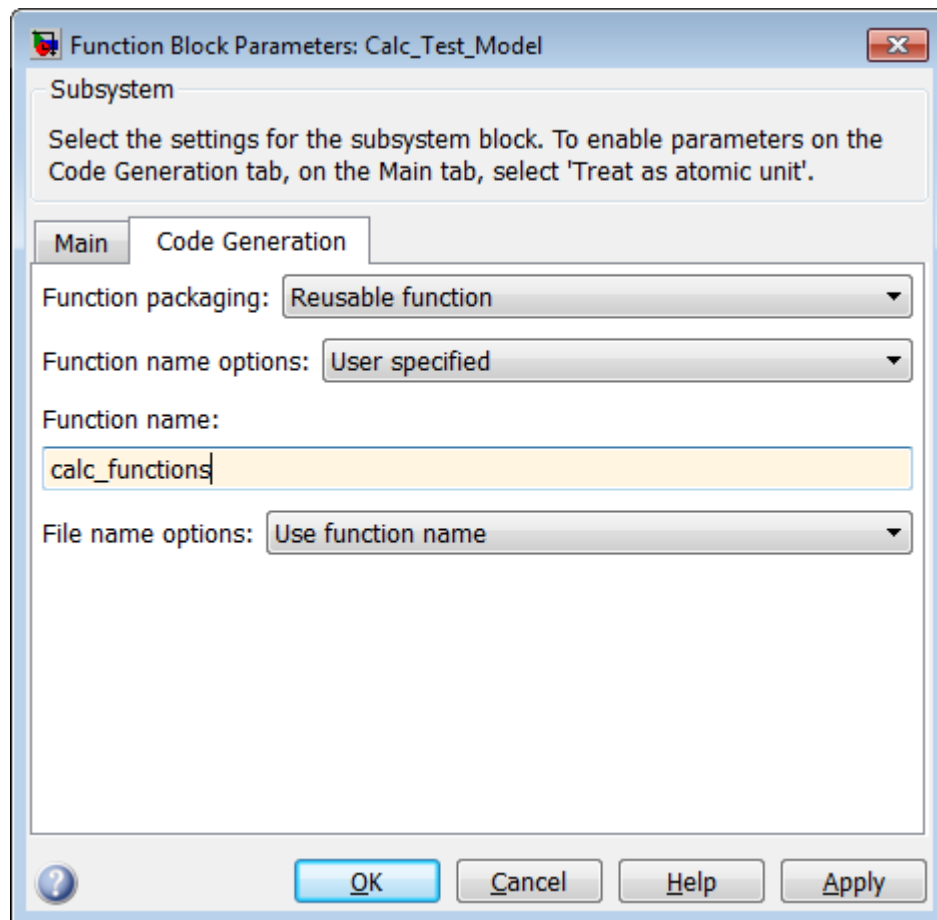 Function Block Parameters: Calc_Test_Model
Subsystem
Select the settings for the subsystem block. To enable parameters on the
Code Generation tab, on the Main tab, select 'Treat as atomic unit'.
Main Code Generation
Function packaging: Reusable function
Function name options: User specified
Function name:
calc_functions
File name options: Use function name
? OK Cancel Help Apply